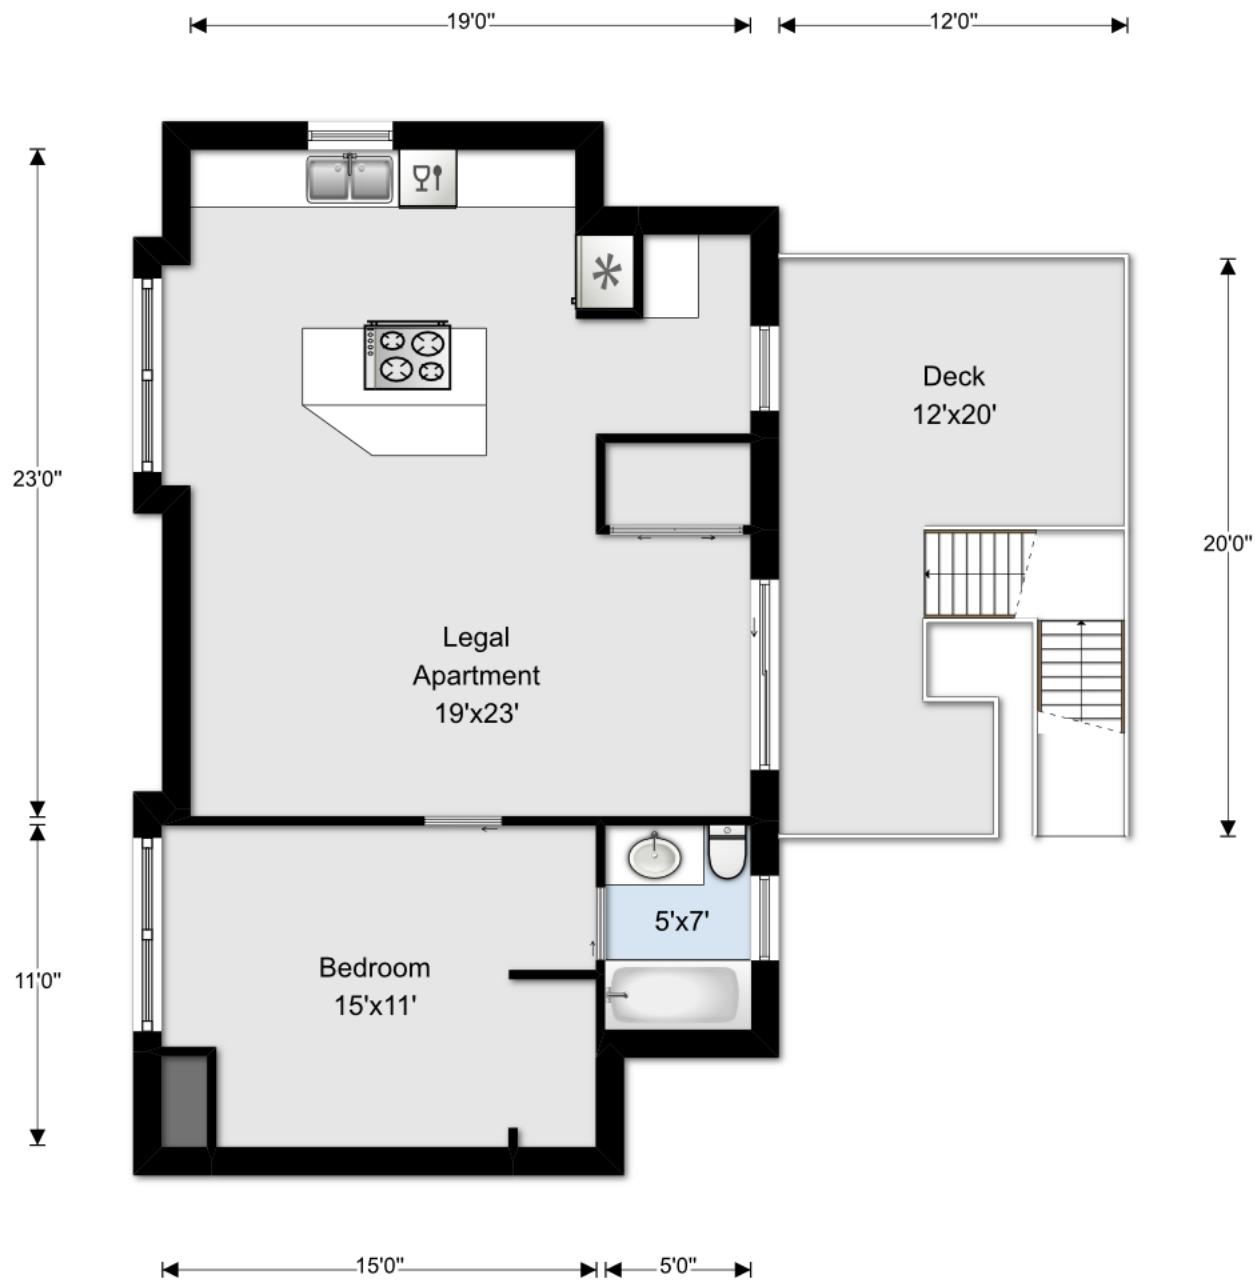 19'0"
12'0"
Deck
12'x20'
23'0"
20'0"
Legal
Apartment
19'x23'
5'x7'
Bedroom
15'x11'
11'0"
15'0"
5'0"